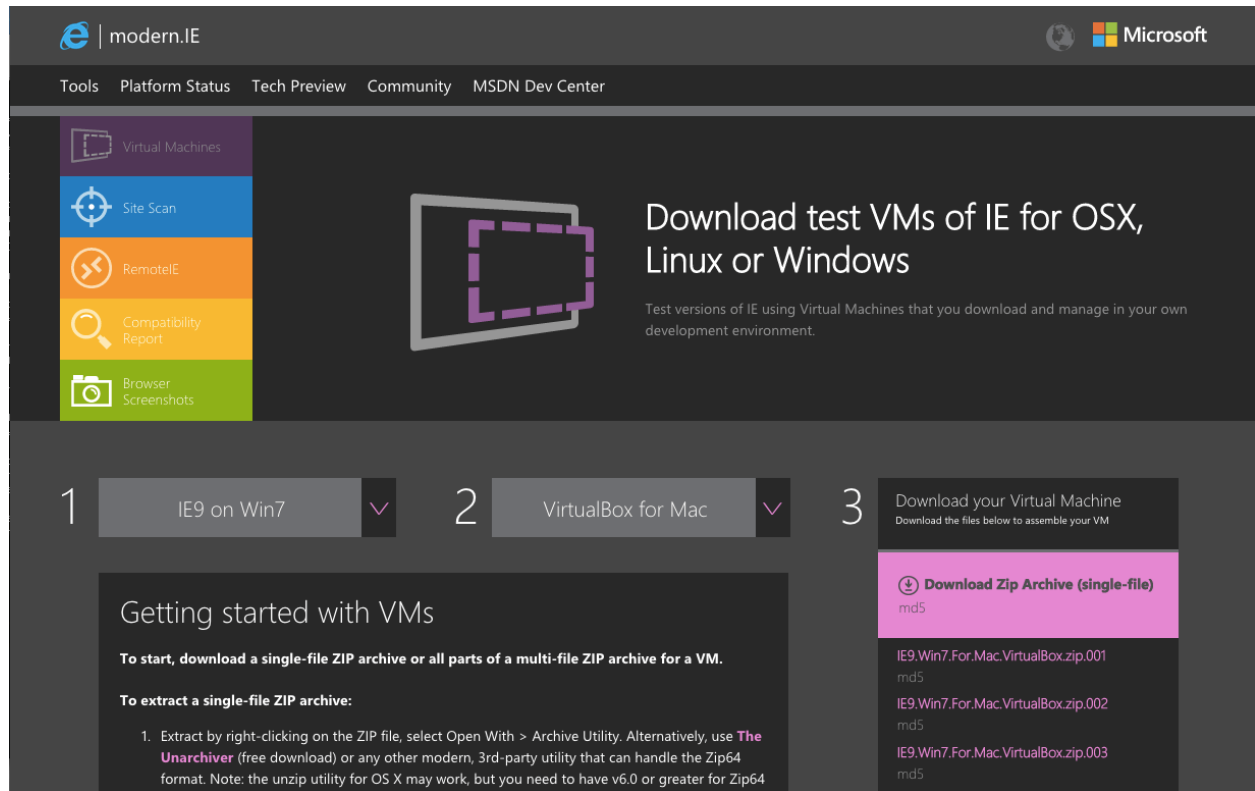 modern.IE
Microsoft
Tools Platform Status Tech Preview Community MSDN Dev Center
Virtual Machines
Site Scan
RemoteIE
Compatibility
Report
Browser
Screenshots
Download test VMs of IE for OSX,
Linux or Windows
Test versions of IE using Virtual Machines that you download and manage in your own
development environment.
1 IE9 on Win7
2 VirtualBox for Mac
3 Download your Virtual Machine
Download the files below to assemble your VM
Download Zip Archive (single-file)
md5
IE9.Win7.For.Mac.VirtualBox.zip.001
md5
IE9.Win7.For.Mac.VirtualBox.zip.002
md5
IE9.Win7.For.Mac.VirtualBox.zip.003
md5
Getting started with VMs
To start, download a single-file ZIP archive or all parts of a multi-file ZIP archive for a VM.
To extract a single-file ZIP archive:
1. Extract by right-clicking on the ZIP file, select Open With > Archive Utility. Alternatively, use The
Unarchiver (free download) or any other modern, 3rd-party utility that can handle the Zip64
format. Note: the unzip utility for OS X may work, but you need to have v6.0 or greater for Zip64